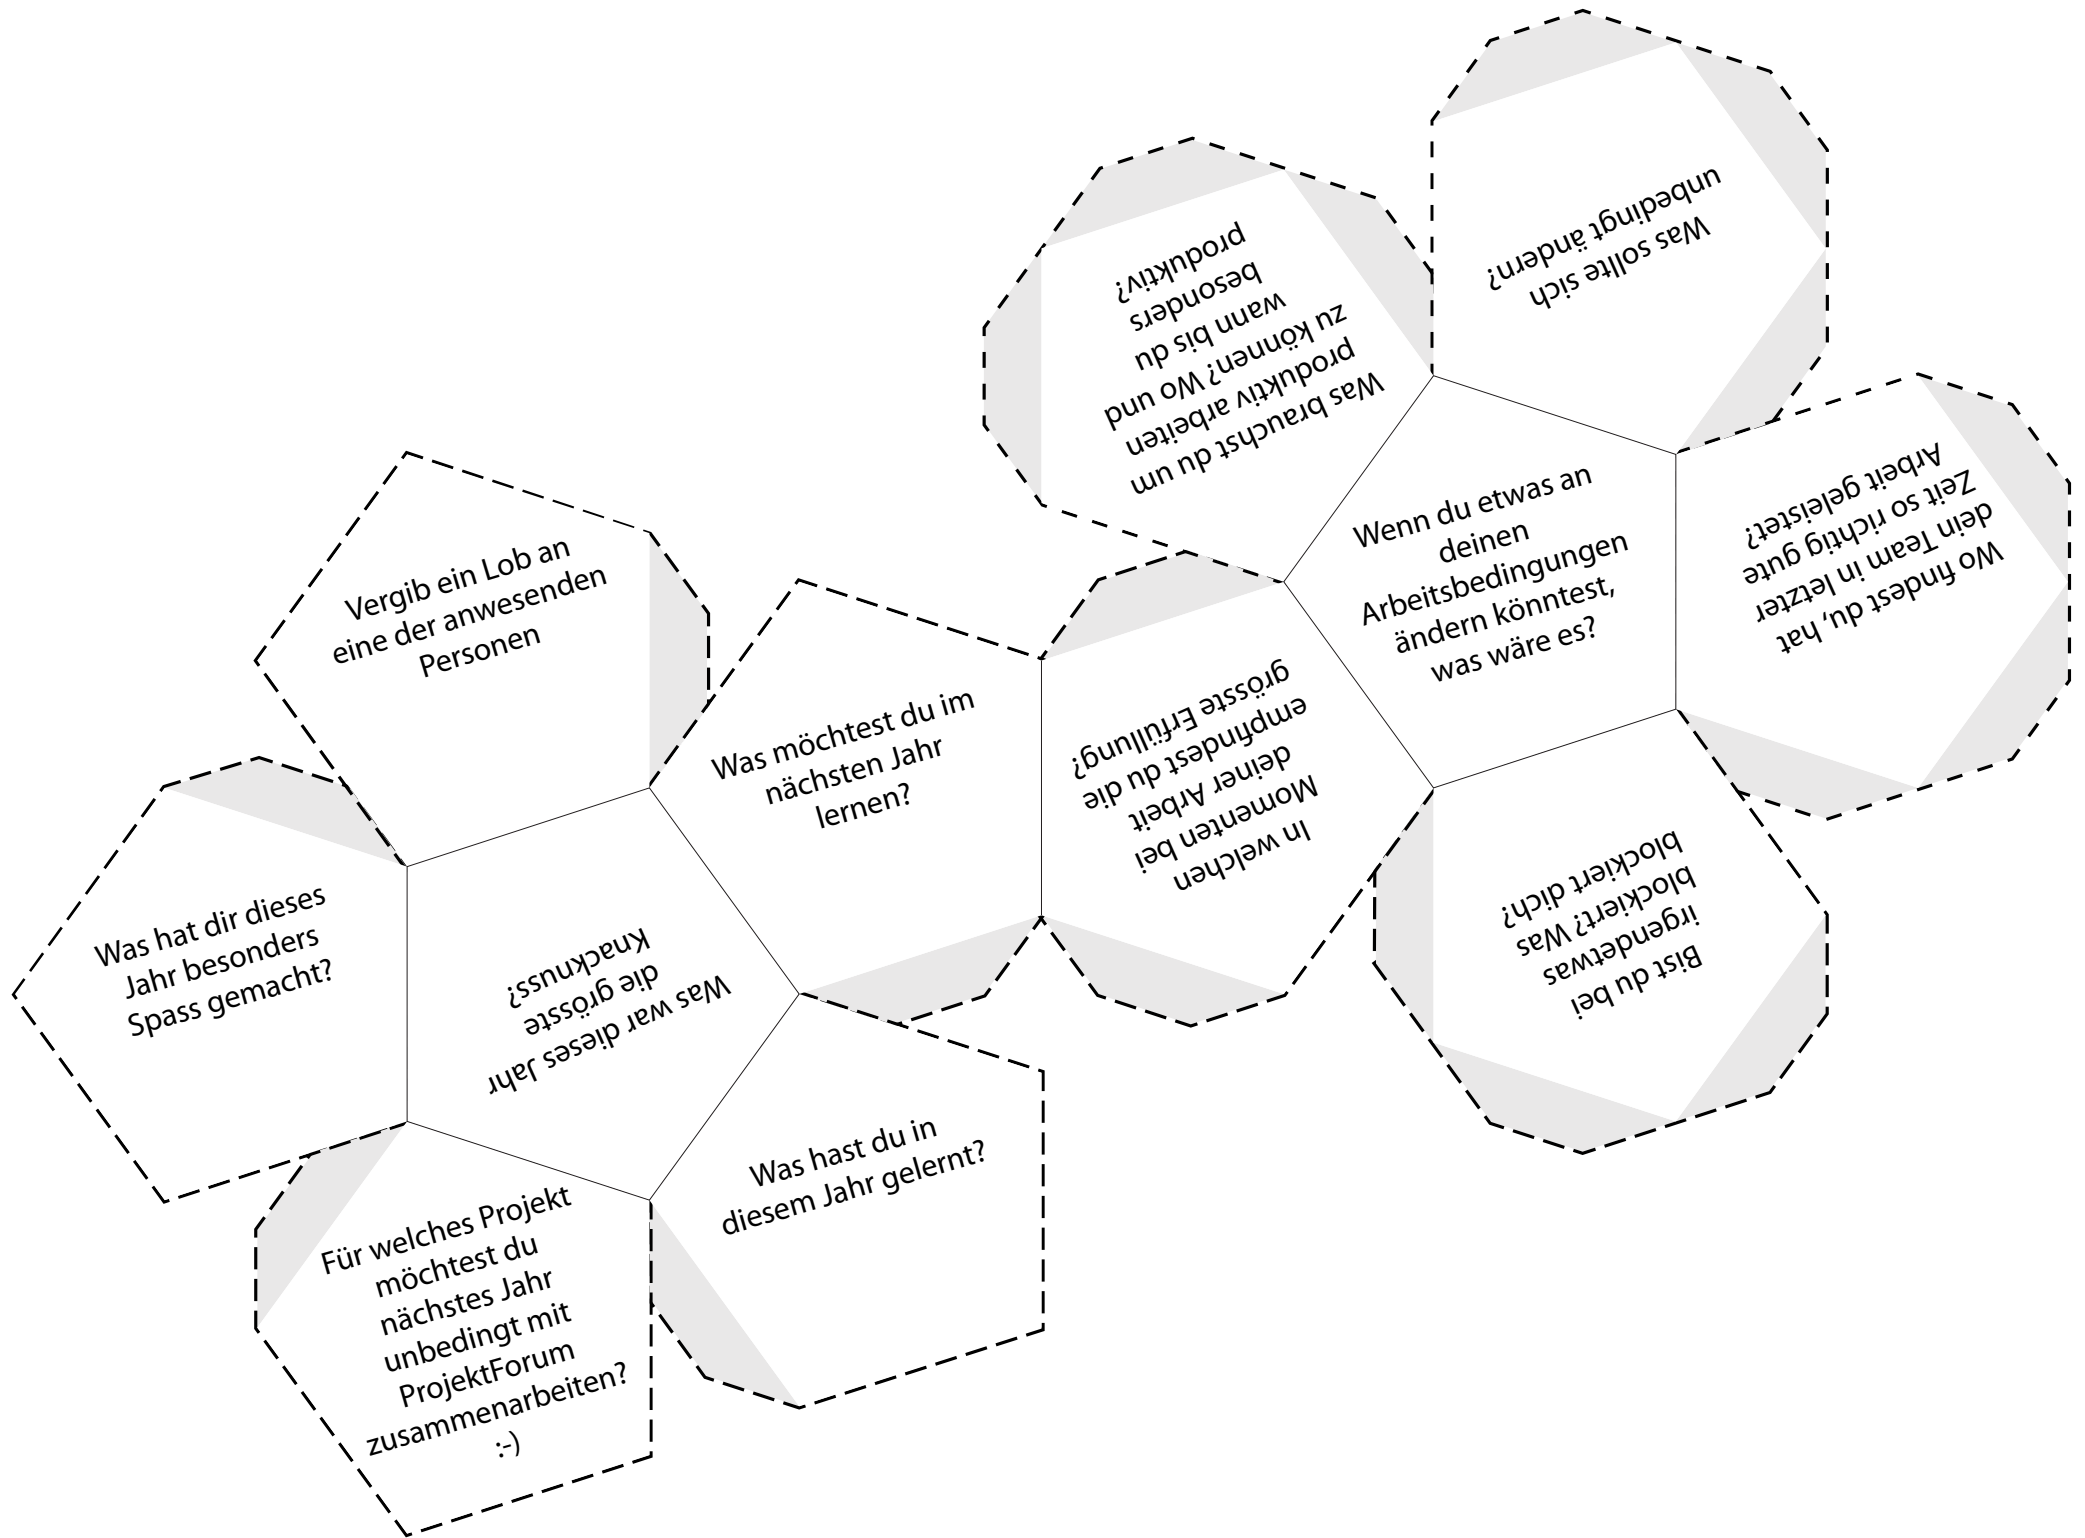 Was sollte sich
unbedingt ändern?
Was brauchst du um
produktiv arbeiten
zu können? Wo und
wann bis du
besonders
produktiv?
Wenn du etwas an
deinen
Arbeitsbedingungen
ändern könntest,
was wäre es?
Wo findest du, hat
dein Team in letzter
Zeit so richtig gute
Arbeit geleistet?
Vergib ein Lob an
eine der anwesenden
Personen
Was möchtest du im
nächsten Jahr
lernen?
In welchen
Momenten bei
deiner Arbeit
empfindest du die
grösste Erfüllung?
Bist du bei
irgendetwas
blockiert? Was
blockiert dich?
Was hat dir dieses
Jahr besonders
Spass gemacht?
Was war dieses Jahr
die grösste
Knacknuss?
Was hast du in
diesem Jahr gelernt?
Für welches Projekt
möchtest du
nächstes Jahr
unbedingt mit
ProjektForum
zusammenarbeiten?
:-)